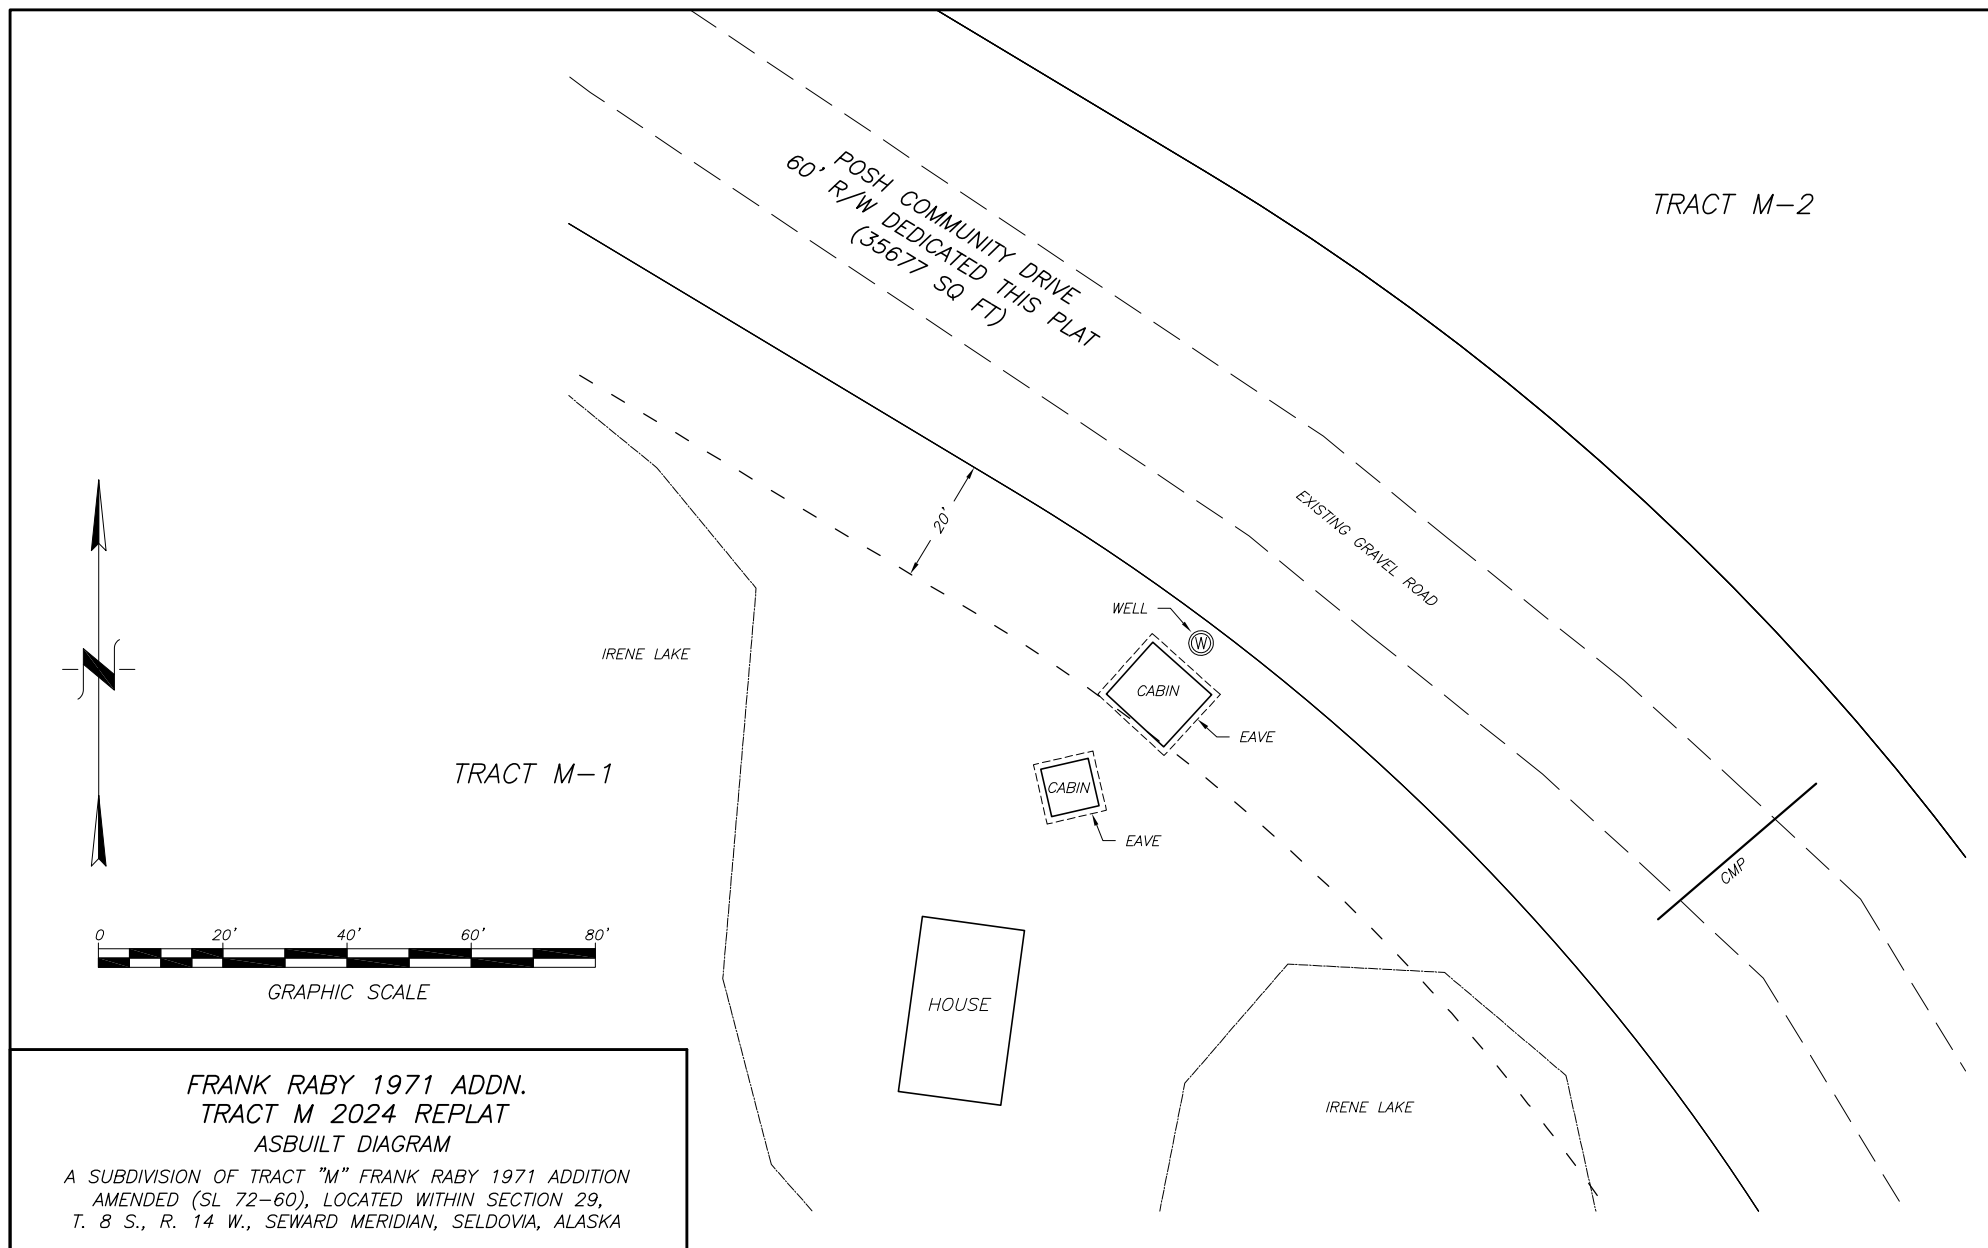 POSH COMMUNITY DRIVE
60' R/W DEDICATED THIS PLAT
(35677 SQ FT)
TRACT M-2
20'
EXISTING GRAVEL ROAD
WELL
W
IRENE LAKE
CABIN
EAVE
TRACT M-1
CABIN
EAVE
CMP
N
0 20' 40' 60' 80'
GRAPHIC SCALE
HOUSE
IRENE LAKE
FRANK RABY 1971 ADDN.
TRACT M 2024 REPLAT
ASBUILT DIAGRAM
A SUBDIVISION OF TRACT "M" FRANK RABY 1971 ADDITION
AMENDED (SL 72-60), LOCATED WITHIN SECTION 29,
T. 8 S., R. 14 W., SEWARD MERIDIAN, SELDOVIA, ALASKA